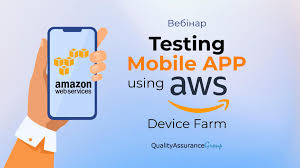 amazon
webservices
Вебінар
Testing
Mobile APP
using aws
Device Farm
QualityAssuranceGroup